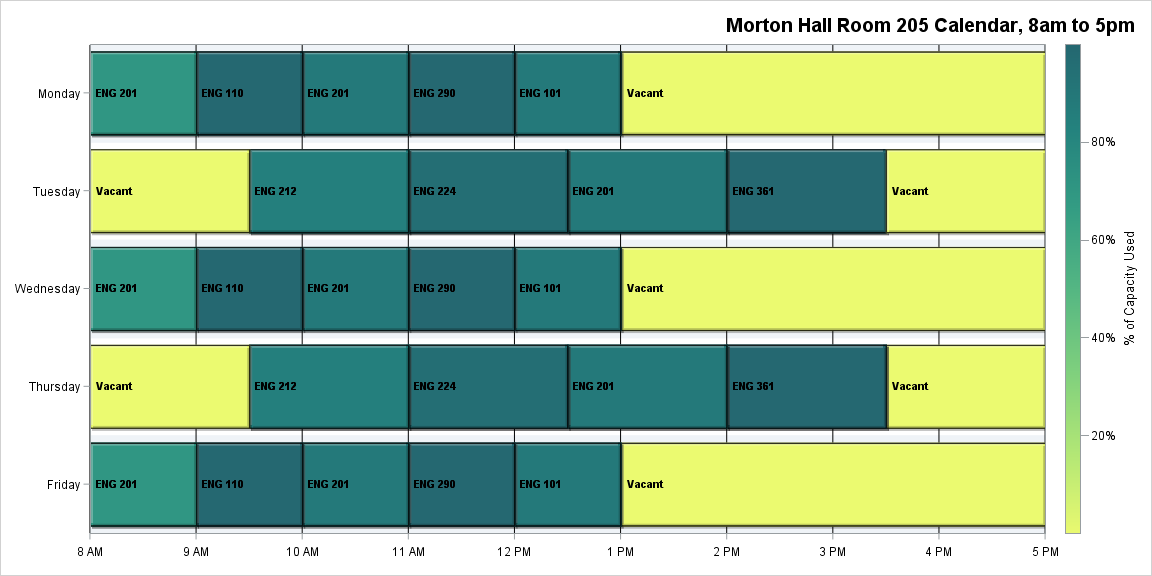 Morton Hall Room 205 Calendar, 8am to 5pm
Monday ENG 201 ENG 110 ENG 201 ENG 290 ENG 101 Vacant
80%
Tuesday Vacant ENG 212 ENG 224 ENG 201 ENG 361 Vacant
60%
% of Capacity Used
Wednesday ENG 201 ENG 110 ENG 201 ENG 290 ENG 101 Vacant
40%
Thursday Vacant ENG 212 ENG 224 ENG 201 ENG 361 Vacant
20%
Friday ENG 201 ENG 110 ENG 201 ENG 290 ENG 101 Vacant
8 AM 9 AM 10 AM 11 AM 12 PM 1 PM 2 PM 3 PM 4 PM 5 PM